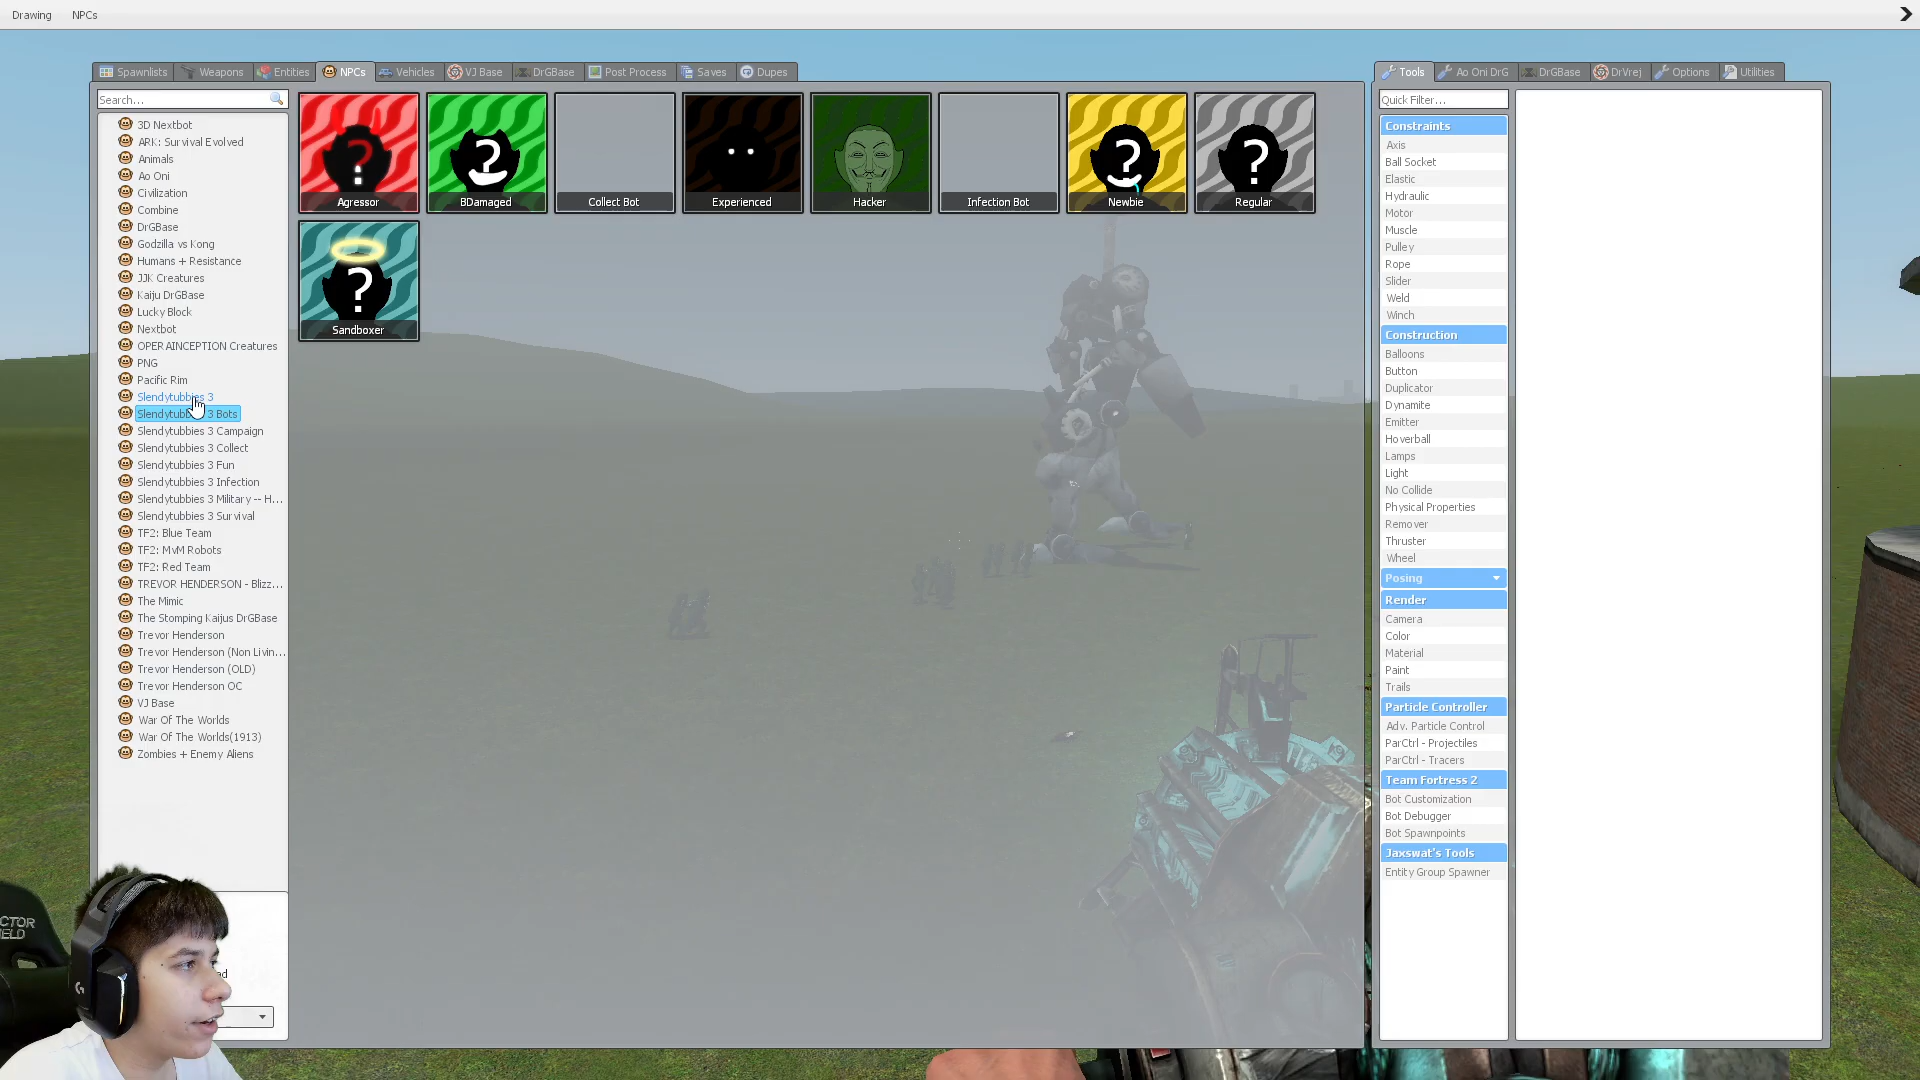 Drawing NPCs
Spawnlists Weapons Entities NPCs Vehicles VJ Base DrGBase Post Process Saves Dupes
Tools Ao Oni DrG DrGBase DrVrej Options Utilities
Search...
3D Nextbot
ARK: Survival Evolved
Animals
Ao Oni
Civilization
Combine
DrGBase
Godzilla vs Kong
Humans + Resistance
JJK Creatures
Kaiju DrGBase
Lucky Block
Nextbot
OPERAINCEPTION Creatures
PNG
Pacific Rim
Slendytubbies 3
Slendytubbies 3 Bots
Slendytubbies 3 Campaign
Slendytubbies 3 Collect
Slendytubbies 3 Fun
Slendytubbies 3 Infection
Slendytubbies 3 Military -- H...
Slendytubbies 3 Survival
TF2: Blue Team
TF2: MvM Robots
TF2: Red Team
TREVOR HENDERSON - Blizz...
The Mimic
The Stomping Kaijus DrGBase
Trevor Henderson
Trevor Henderson (Non Livin...
Trevor Henderson (OLD)
Trevor Henderson OC
VJ Base
War Of The Worlds
War Of The Worlds(1913)
Zombies + Enemy Aliens
Agressor BDamaged Collect Bot Experienced Hacker Infection Bot Newbie Regular
Sandboxer
Quick Filter...
Constraints
Axis
Ball Socket
Elastic
Hydraulic
Motor
Muscle
Pulley
Rope
Slider
Weld
Winch
Construction
Balloons
Button
Duplicator
Dynamite
Emitter
Hoverball
Lamps
Light
No Collide
Physical Properties
Remover
Thruster
Wheel
Posing
Render
Camera
Color
Material
Paint
Trails
Particle Controller
Adv. Particle Control
ParCtrl - Projectiles
ParCtrl - Tracers
Team Fortress 2
Bot Customization
Bot Debugger
Bot Spawnpoints
Jaxswat's Tools
Entity Group Spawner